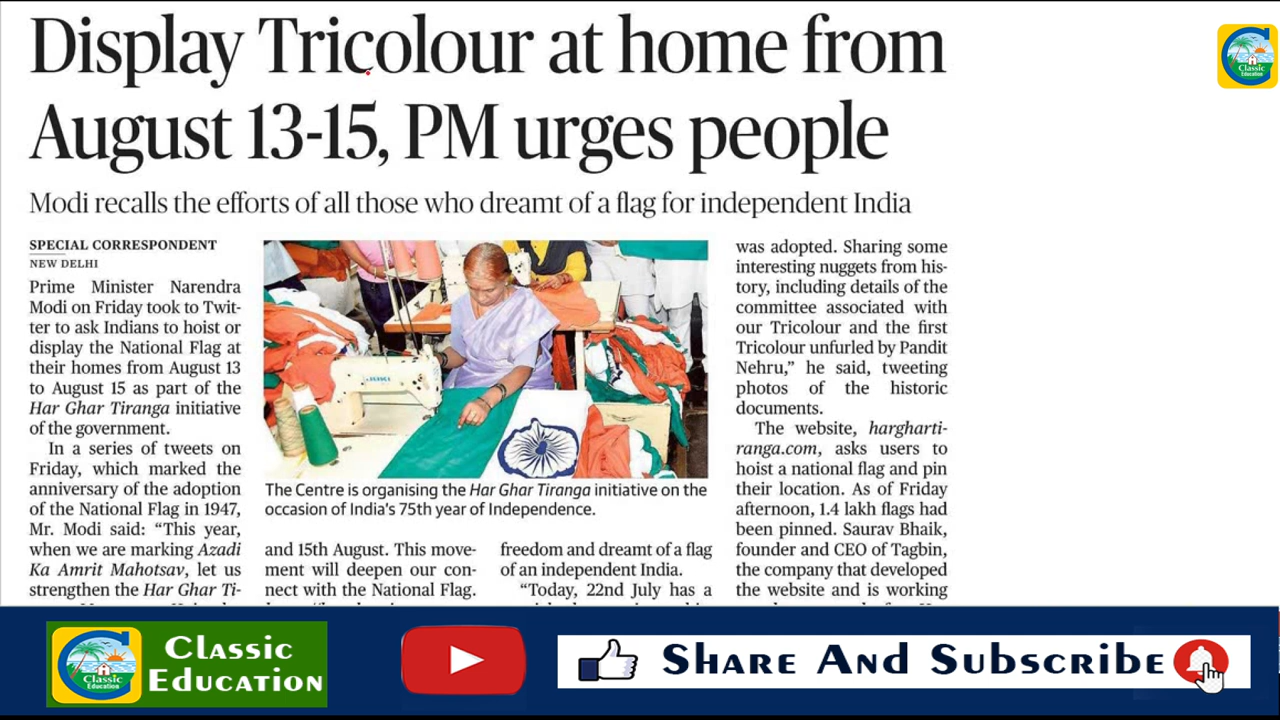 Display Tricolour at home from
August 13-15, PM urges people
Modi recalls the efforts of all those who dreamt of a flag for independent India
SPECIAL CORRESPONDENT
NEW DELHI
Prime Minister Narendra
Modi on Friday took to Twit-
ter to ask Indians to hoist or
display the National Flag at
their homes from August 13
to August 15 as part of the
Har Ghar Tiranga initiative
of the government.
In a series of tweets on
Friday, which marked the
anniversary of the adoption
of the National Flag in 1947,
Mr. Modi said: “This year,
when we are marking Azadi
Ka Amrit Mahotsav, let us
strengthen the Har Ghar Ti-
The Centre is organising the Har Ghar Tiranga initiative on the
occasion of India’s 75th year of Independence.
and 15th August. This move-
ment will deepen our con-
nect with the National Flag.
freedom and dreamt of a flag
of an independent India.
“Today, 22nd July has a
was adopted. Sharing some
interesting nuggets from his-
tory, including details of the
committee associated with
our Tricolour and the first
Tricolour unfurled by Pandit
Nehru,” he said, tweeting
photos of the historic
documents.
The website, harghartі-
ranga.com, asks users to
hoist a national flag and pin
their location. As of Friday
afternoon, 1.4 lakh flags had
been pinned. Saurav Bhaik,
founder and CEO of Tagbin,
the company that developed
the website and is working
Classic
Education
Classic
Education
Classic
Education
Share And Subscribe